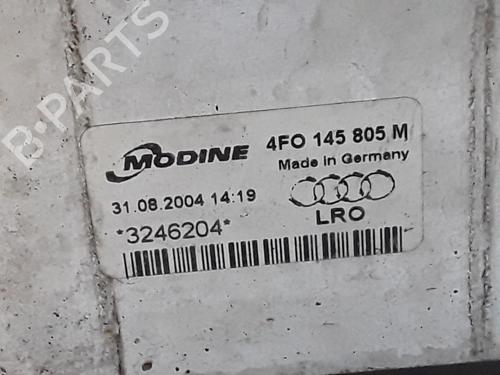 B-PARTS
MODINE
4FO 145 805 M
Made in Germany
31.08.2004 14:19
*3246204*
LRO